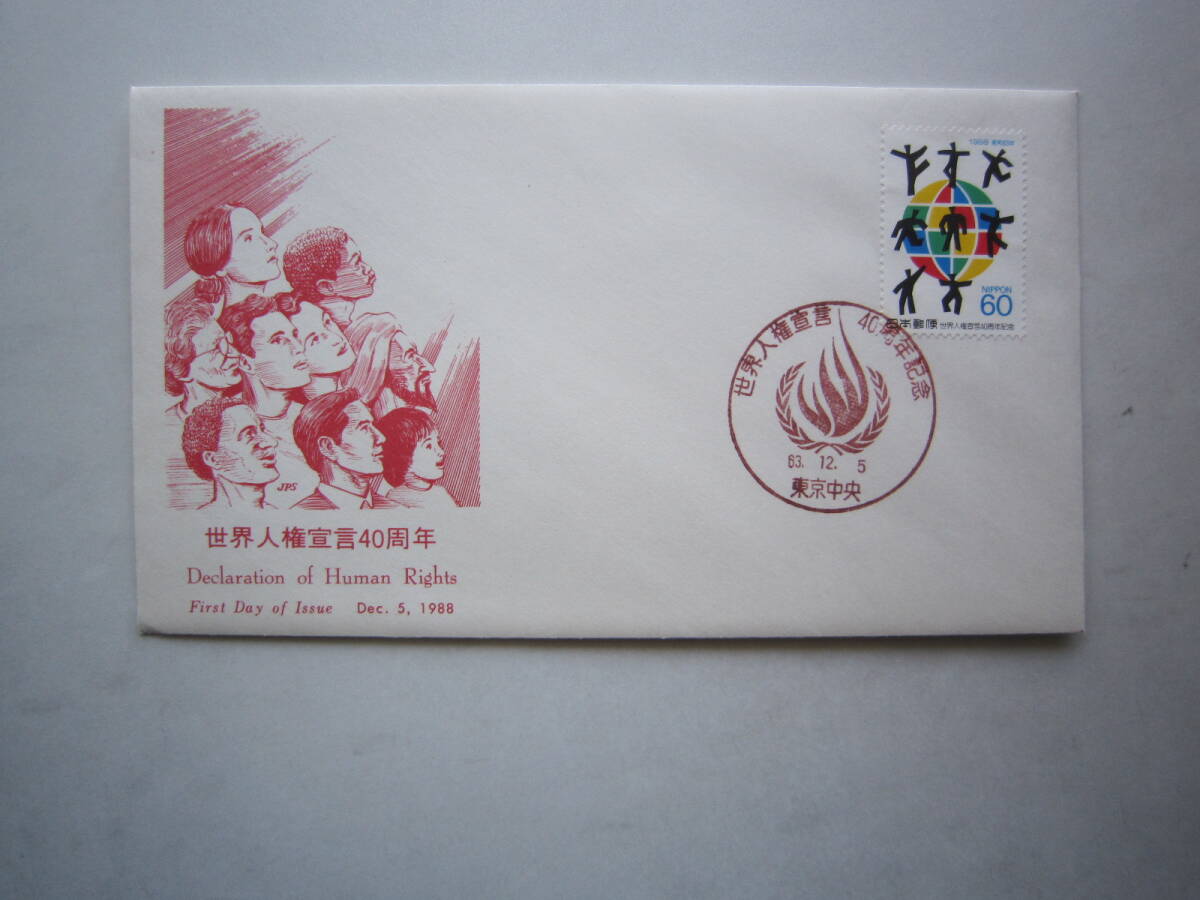 世界人権宣言40周年
Declaration of Human Rights
First Day of Issue Dec. 5, 1988
JPS
1988
NIPPON
60
日本郵便 世界人権宣言40周年記念
世界人権宣言 40周年記念
63. 12. 5
東京中央